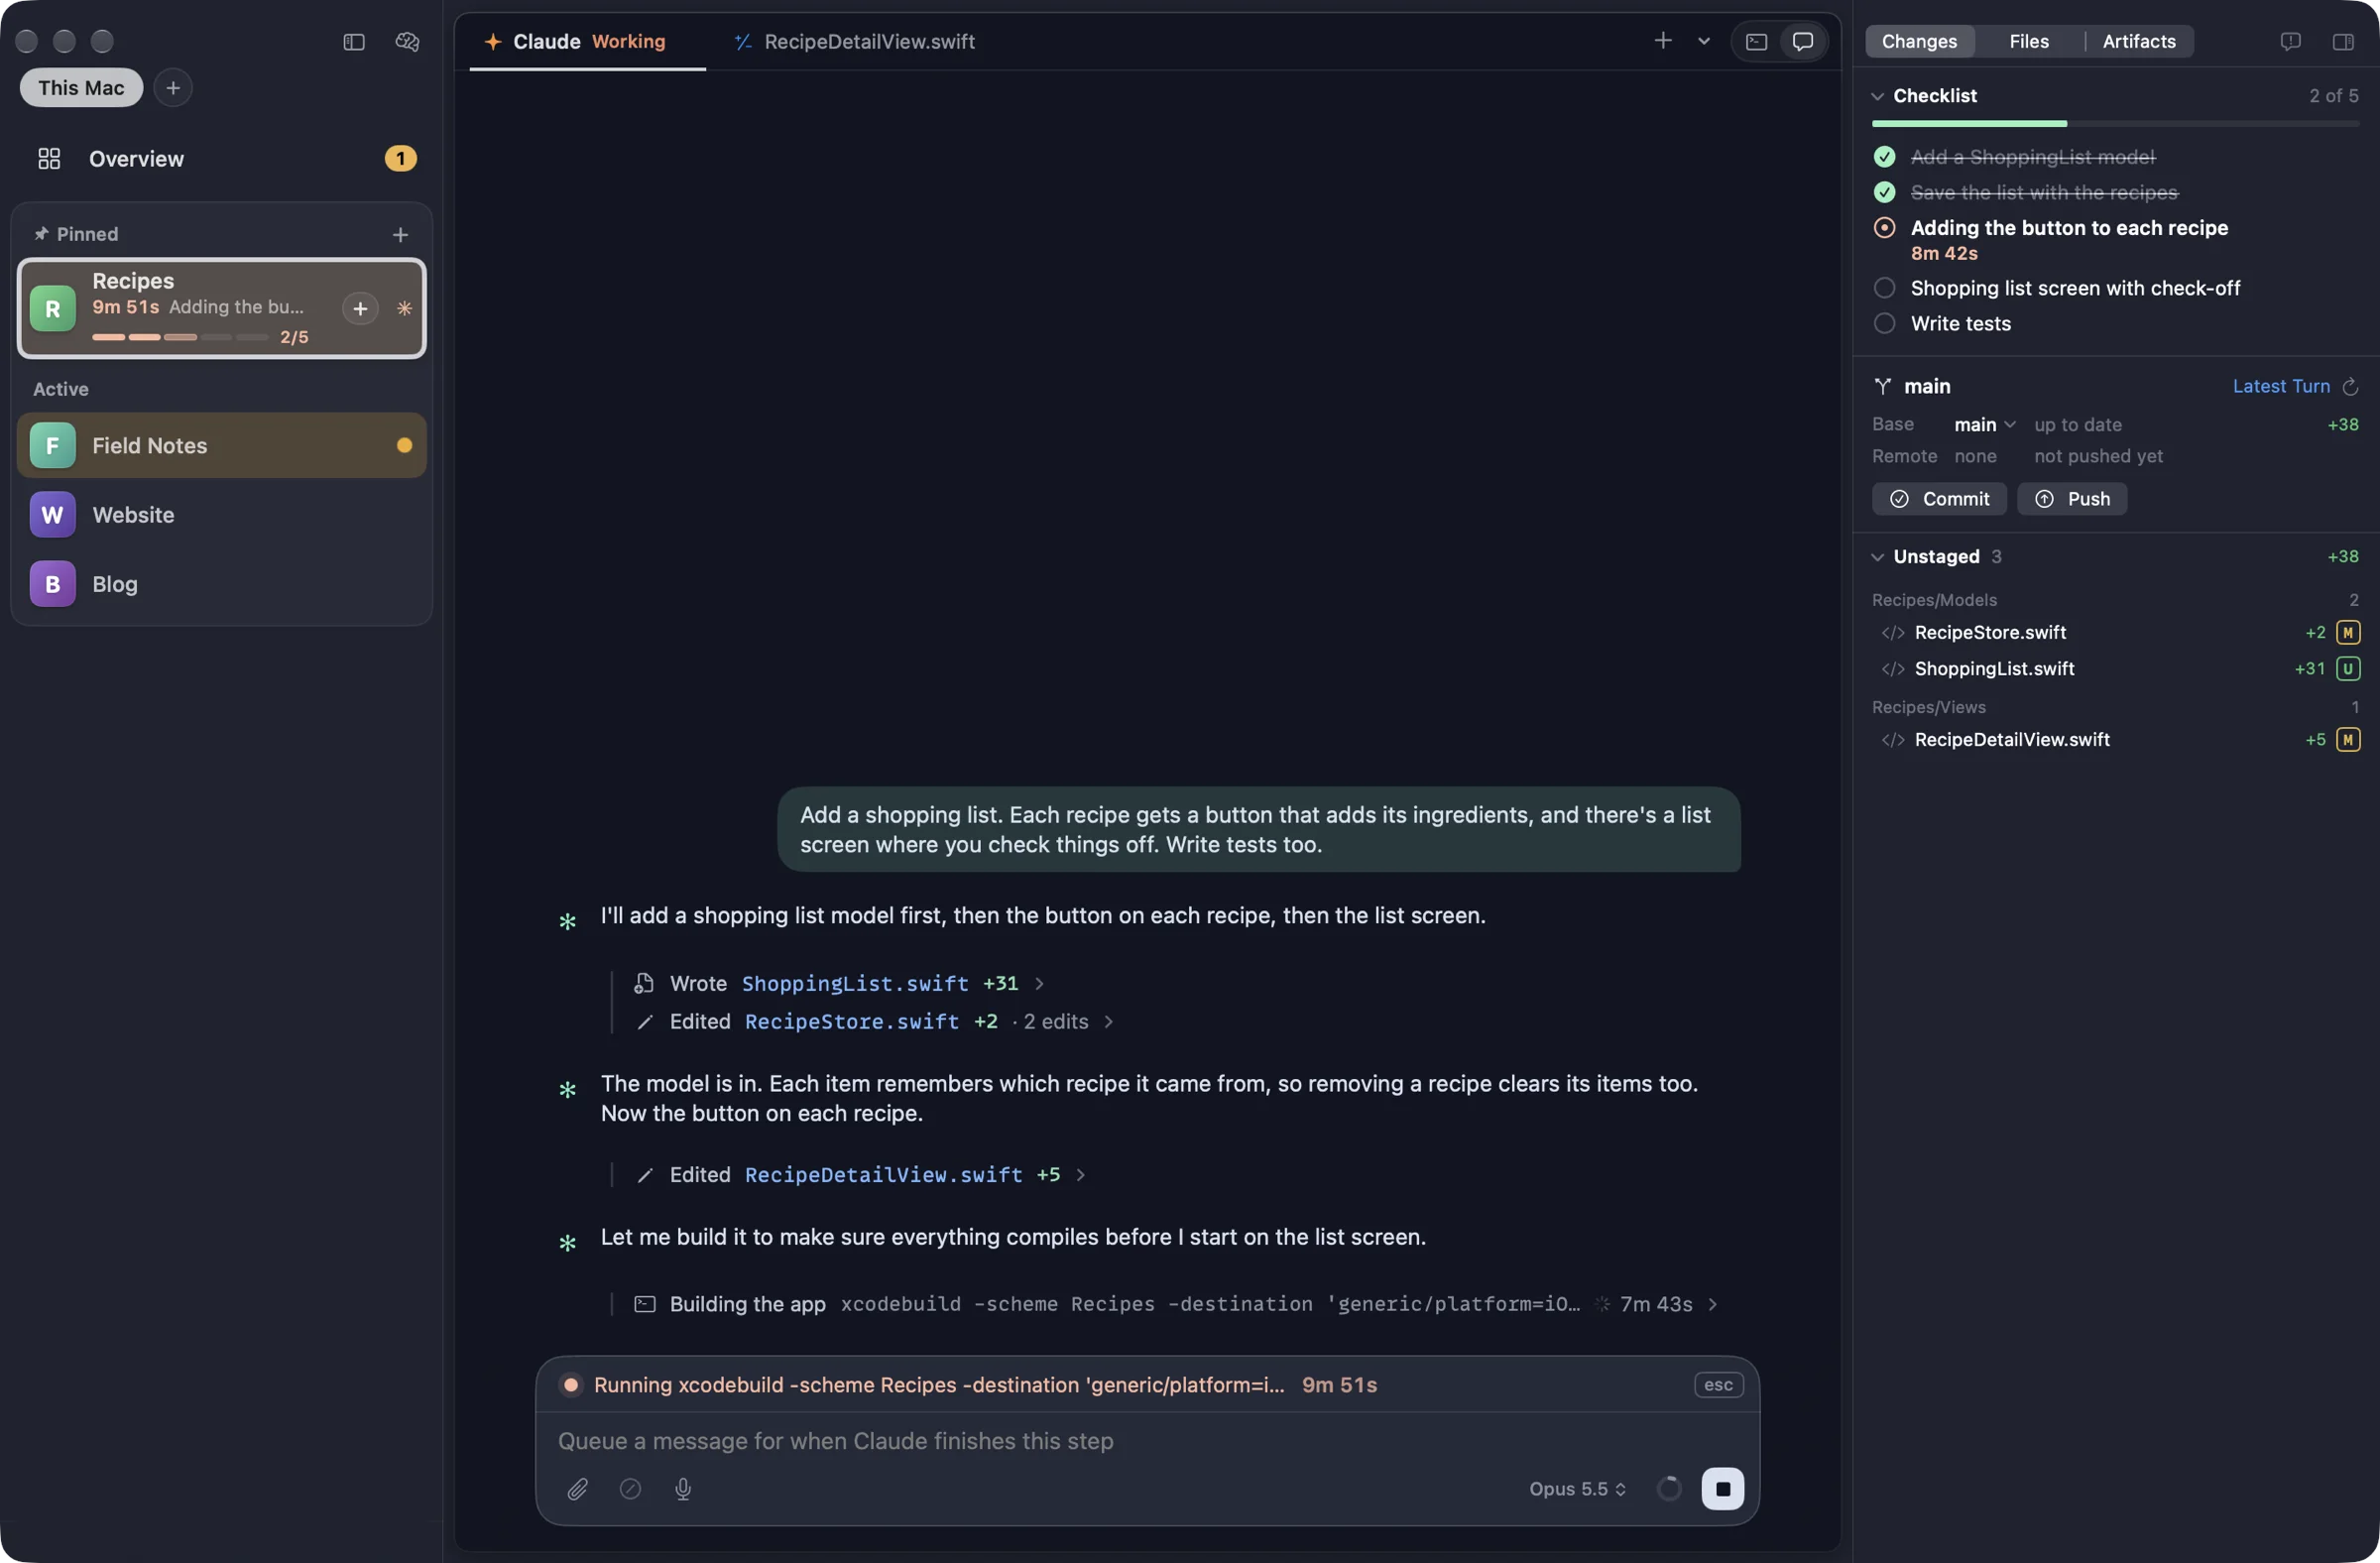 This Mac
Overview
1
Pinned
R
Recipes
9m 51s Adding the bu...
2/5
Active
F
Field Notes
W
Website
B
Blog
Claude Working
RecipeDetailView.swift
Add a shopping list. Each recipe gets a button that adds its ingredients, and there's a list
screen where you check things off. Write tests too.
I'll add a shopping list model first, then the button on each recipe, then the list screen.
Wrote ShoppingList.swift +31
Edited RecipeStore.swift +2 · 2 edits
The model is in. Each item remembers which recipe it came from, so removing a recipe clears its items too.
Now the button on each recipe.
Edited RecipeDetailView.swift +5
Let me build it to make sure everything compiles before I start on the list screen.
Building the app xcodebuild -scheme Recipes -destination 'generic/platform=iO… 7m 43s
Running xcodebuild -scheme Recipes -destination 'generic/platform=i... 9m 51s
esc
Queue a message for when Claude finishes this step
Opus 5.5
Changes
Files
Artifacts
Checklist
2 of 5
Add a ShoppingList model
Save the list with the recipes
Adding the button to each recipe
8m 42s
Shopping list screen with check-off
Write tests
main
Latest Turn
Base main up to date +38
Remote none not pushed yet
Commit
Push
Unstaged 3 +38
Recipes/Models 2
RecipeStore.swift +2 M
ShoppingList.swift +31 U
Recipes/Views 1
RecipeDetailView.swift +5 M